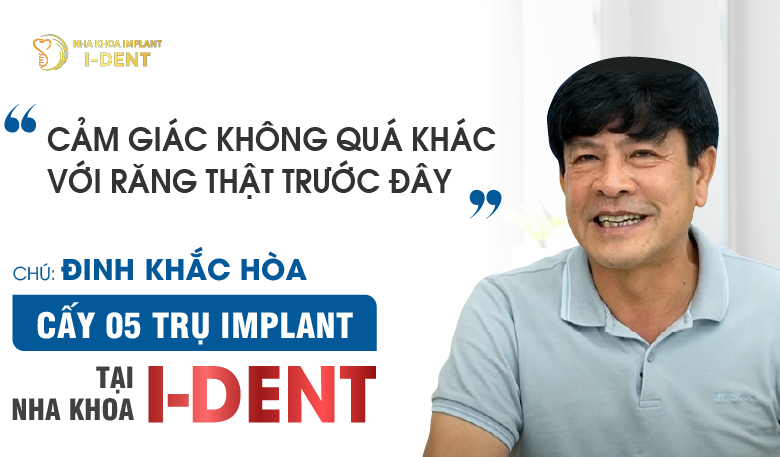 NHA KHOA IMPLANT
I-DENT
“ CẢM GIÁC KHÔNG QUÁ KHÁC
VỚI RĂNG THẬT TRƯỚC ĐÂY ”
CHÚ: ĐINH KHẮC HÒA
CẤY 05 TRỤ IMPLANT
TẠI
NHA KHOA I-DENT